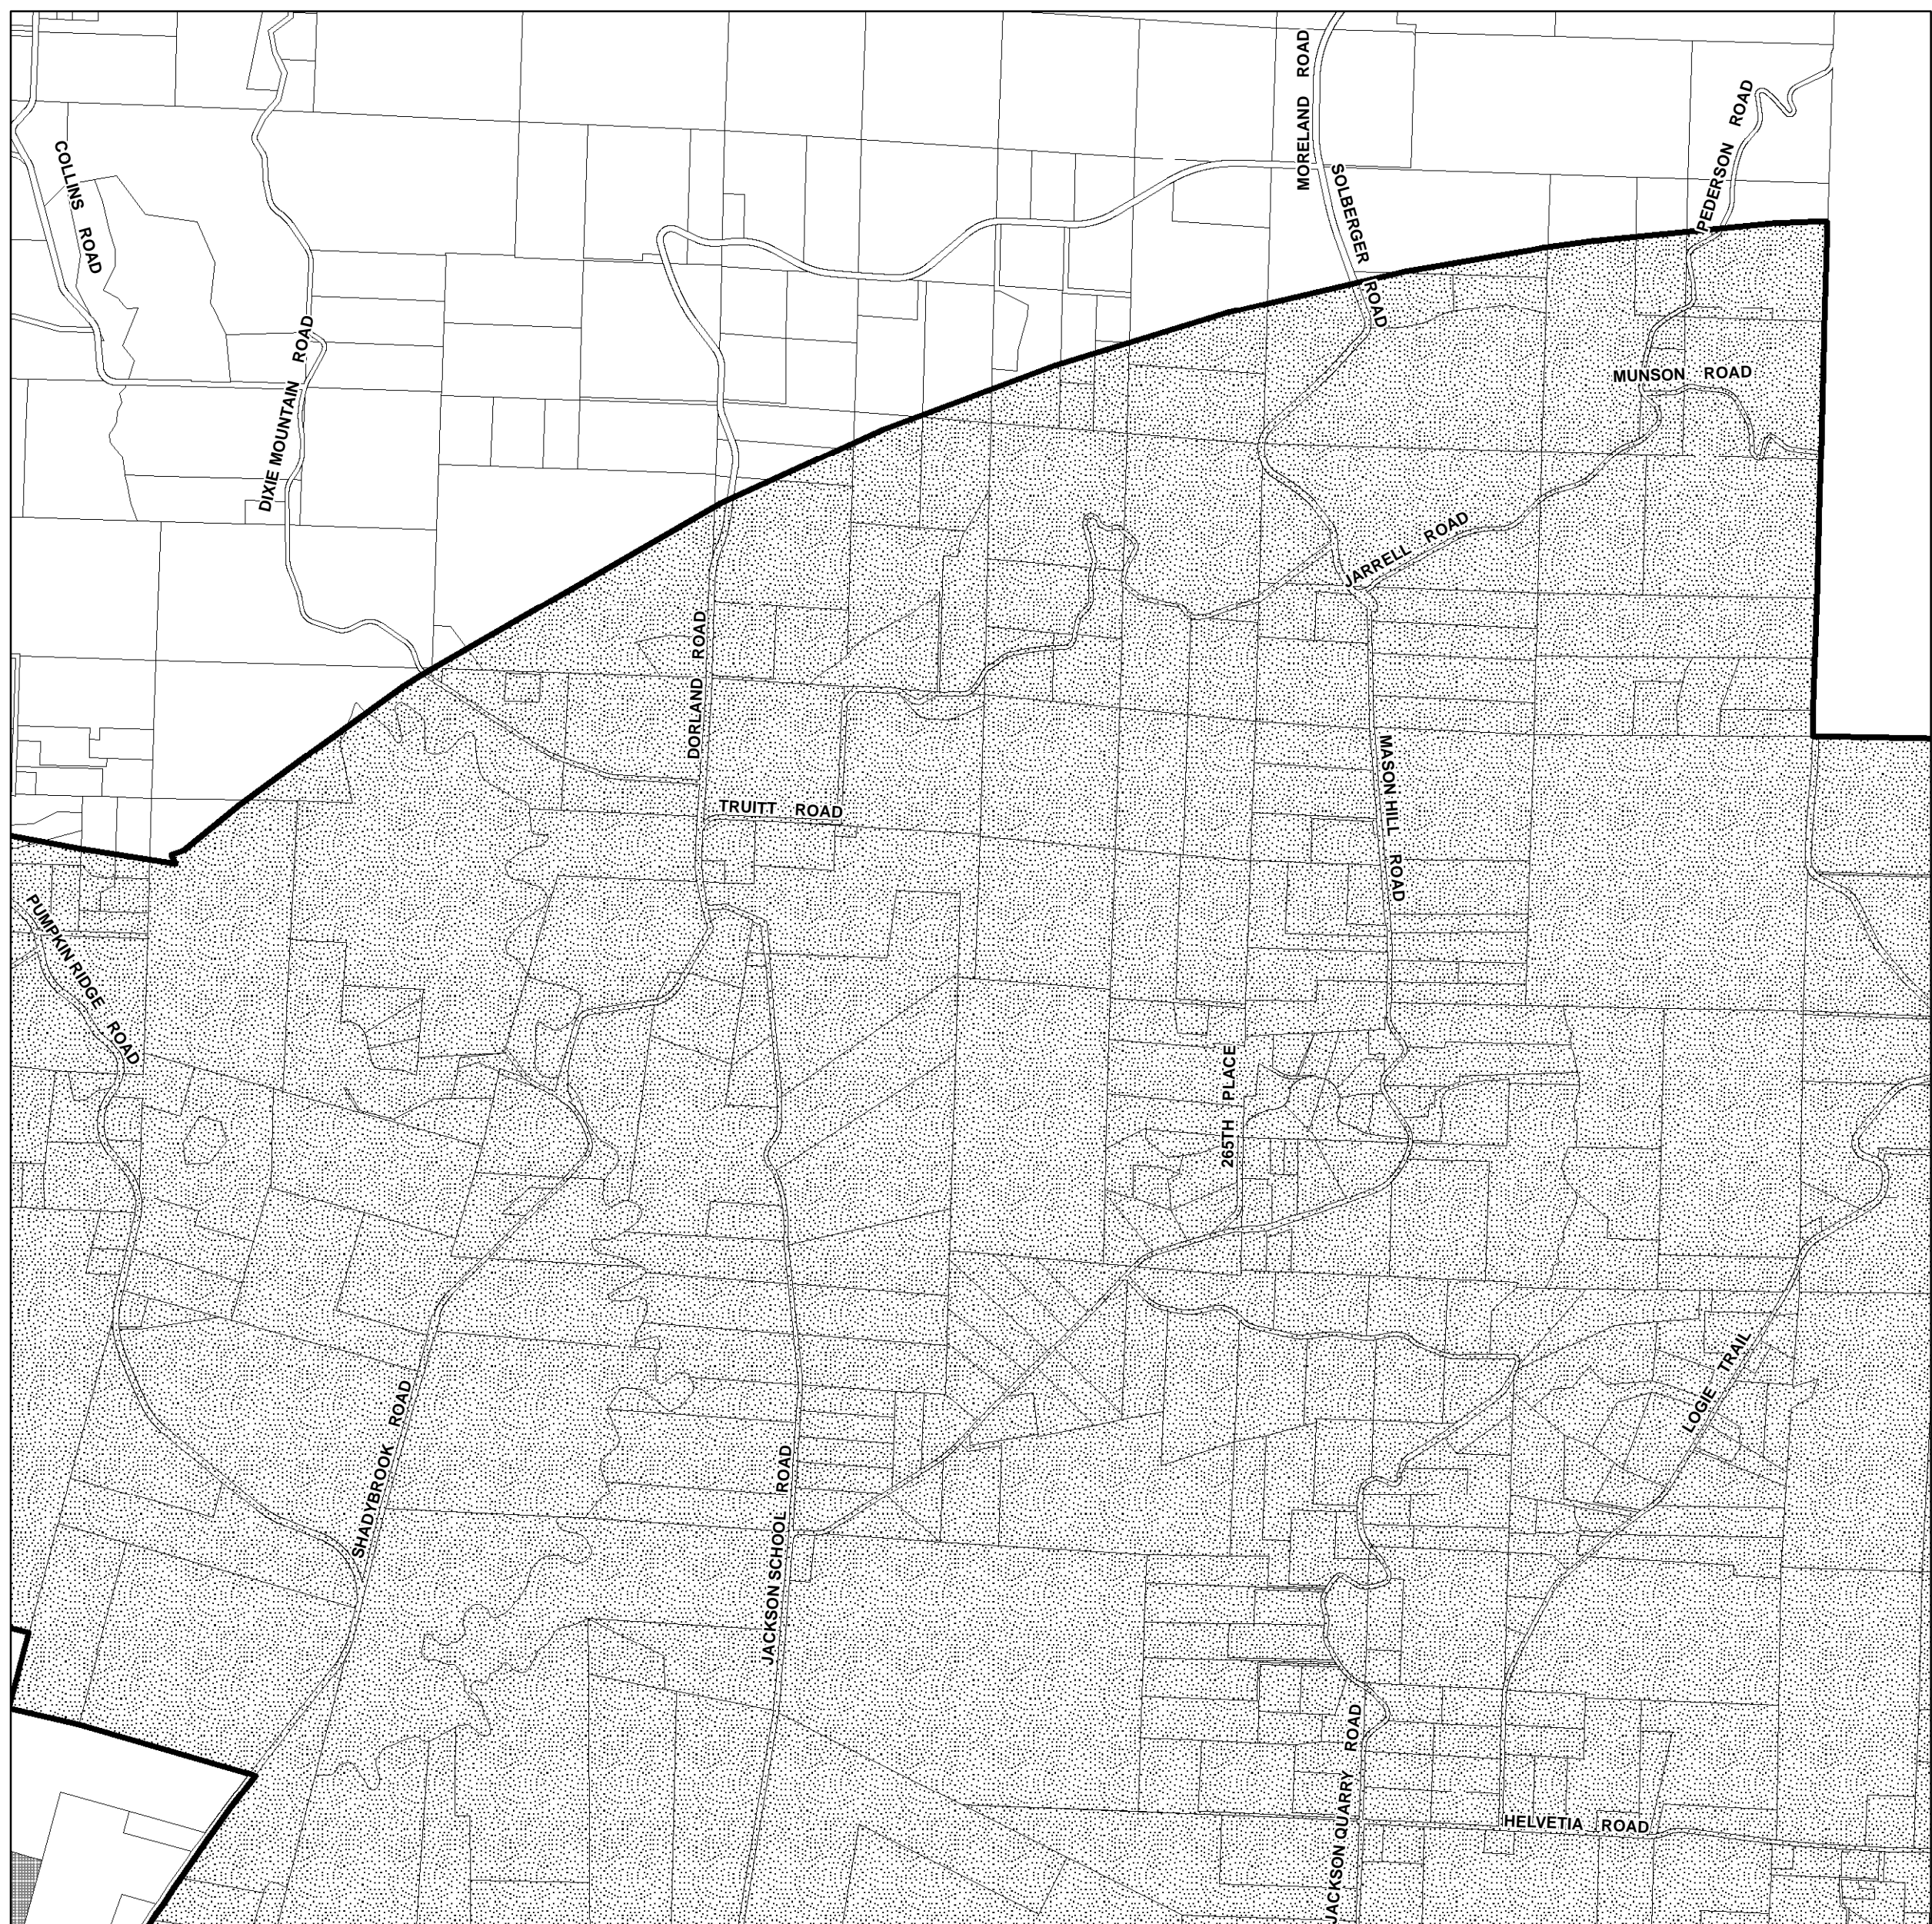 MORELAND ROAD
PEDERSON ROAD
COLLINS ROAD
SOLBERGER ROAD
DIXIE MOUNTAIN ROAD
MUNSON ROAD
JARRELL ROAD
DORLAND ROAD
MASON HILL ROAD
TRUITT ROAD
PUMPKIN RIDGE ROAD
265TH PLACE
LOGIE TRAIL
SHADYBROOK ROAD
JACKSON SCHOOL ROAD
JACKSON QUARRY ROAD
HELVETIA ROAD